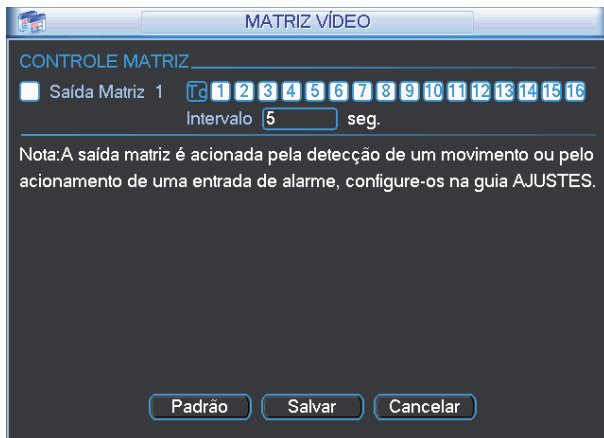 MATRIZ VÍDEO
CONTROLE MATRIZ
Saída Matriz 1 Td 1 2 3 4 5 6 7 8 9 10 11 12 13 14 15 16
Intervalo 5 seg.
Nota:A saída matriz é acionada pela detecção de um movimento ou pelo
acionamento de uma entrada de alarme, configure-os na guia AJUSTES.
Padrão Salvar Cancelar